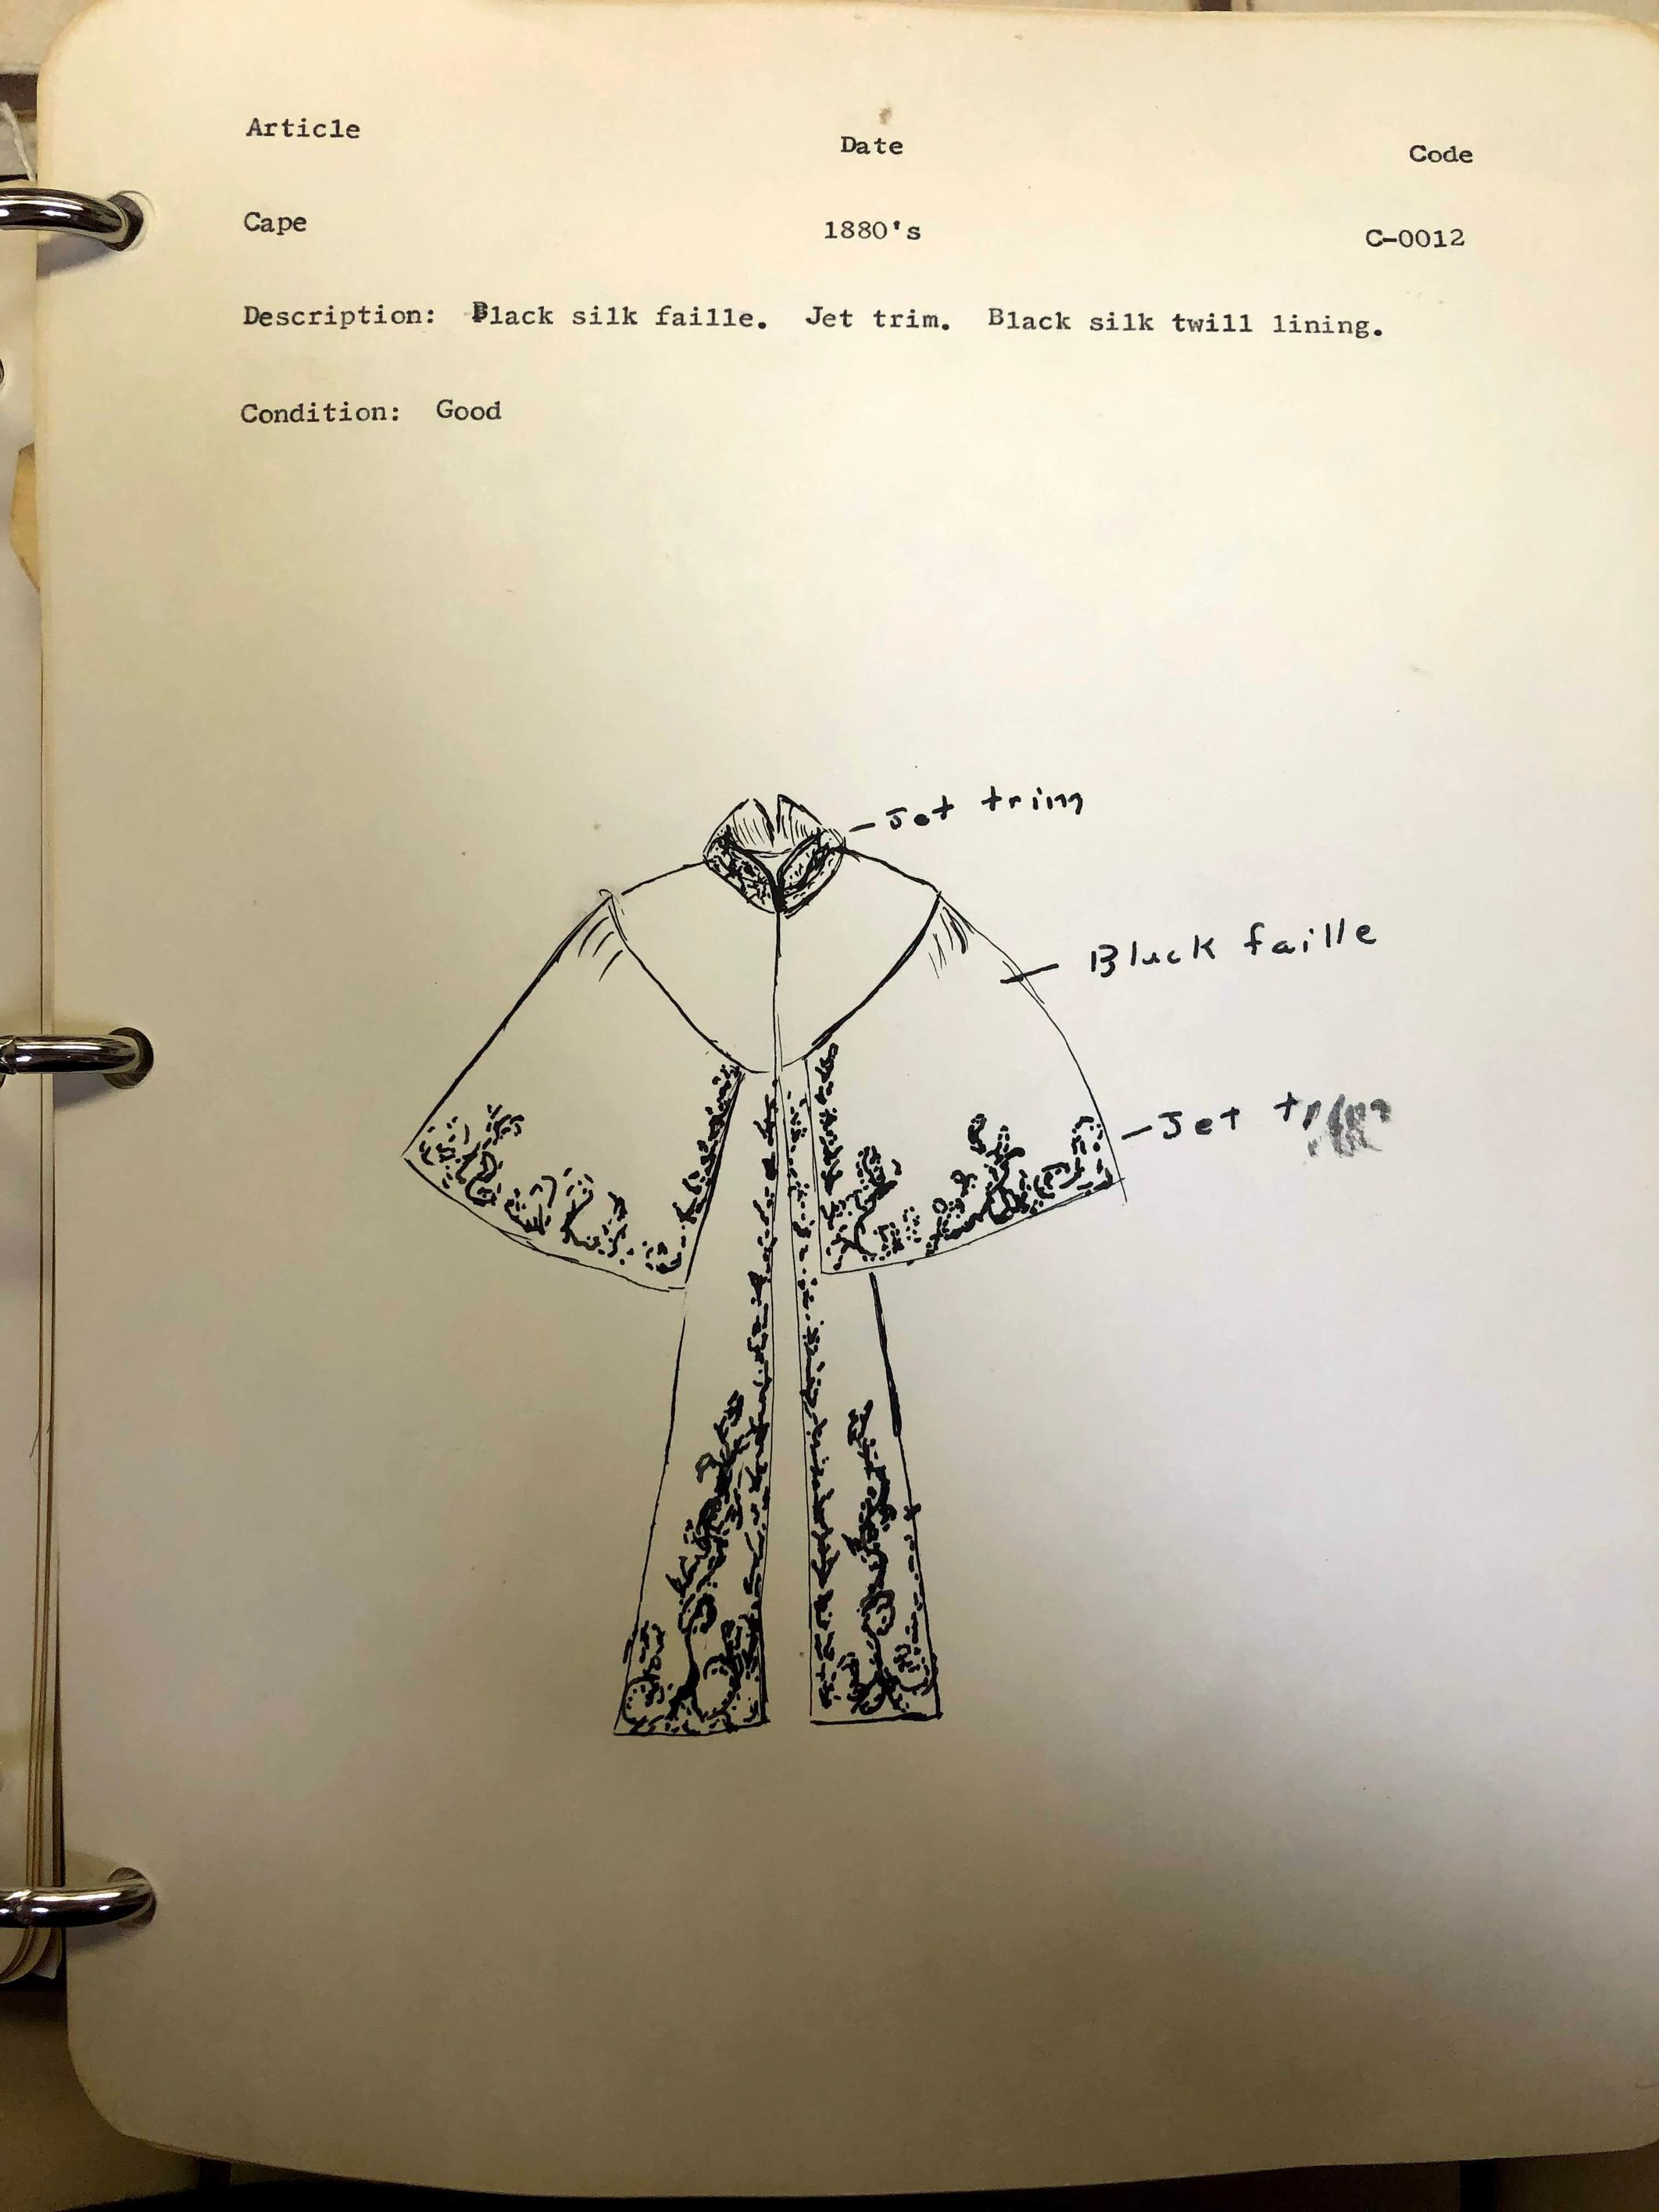 Article Date Code
Cape 1880's C-0012
Description: Black silk faille. Jet trim. Black silk twill lining.
Condition: Good
Jet trim
Black faille
Jet